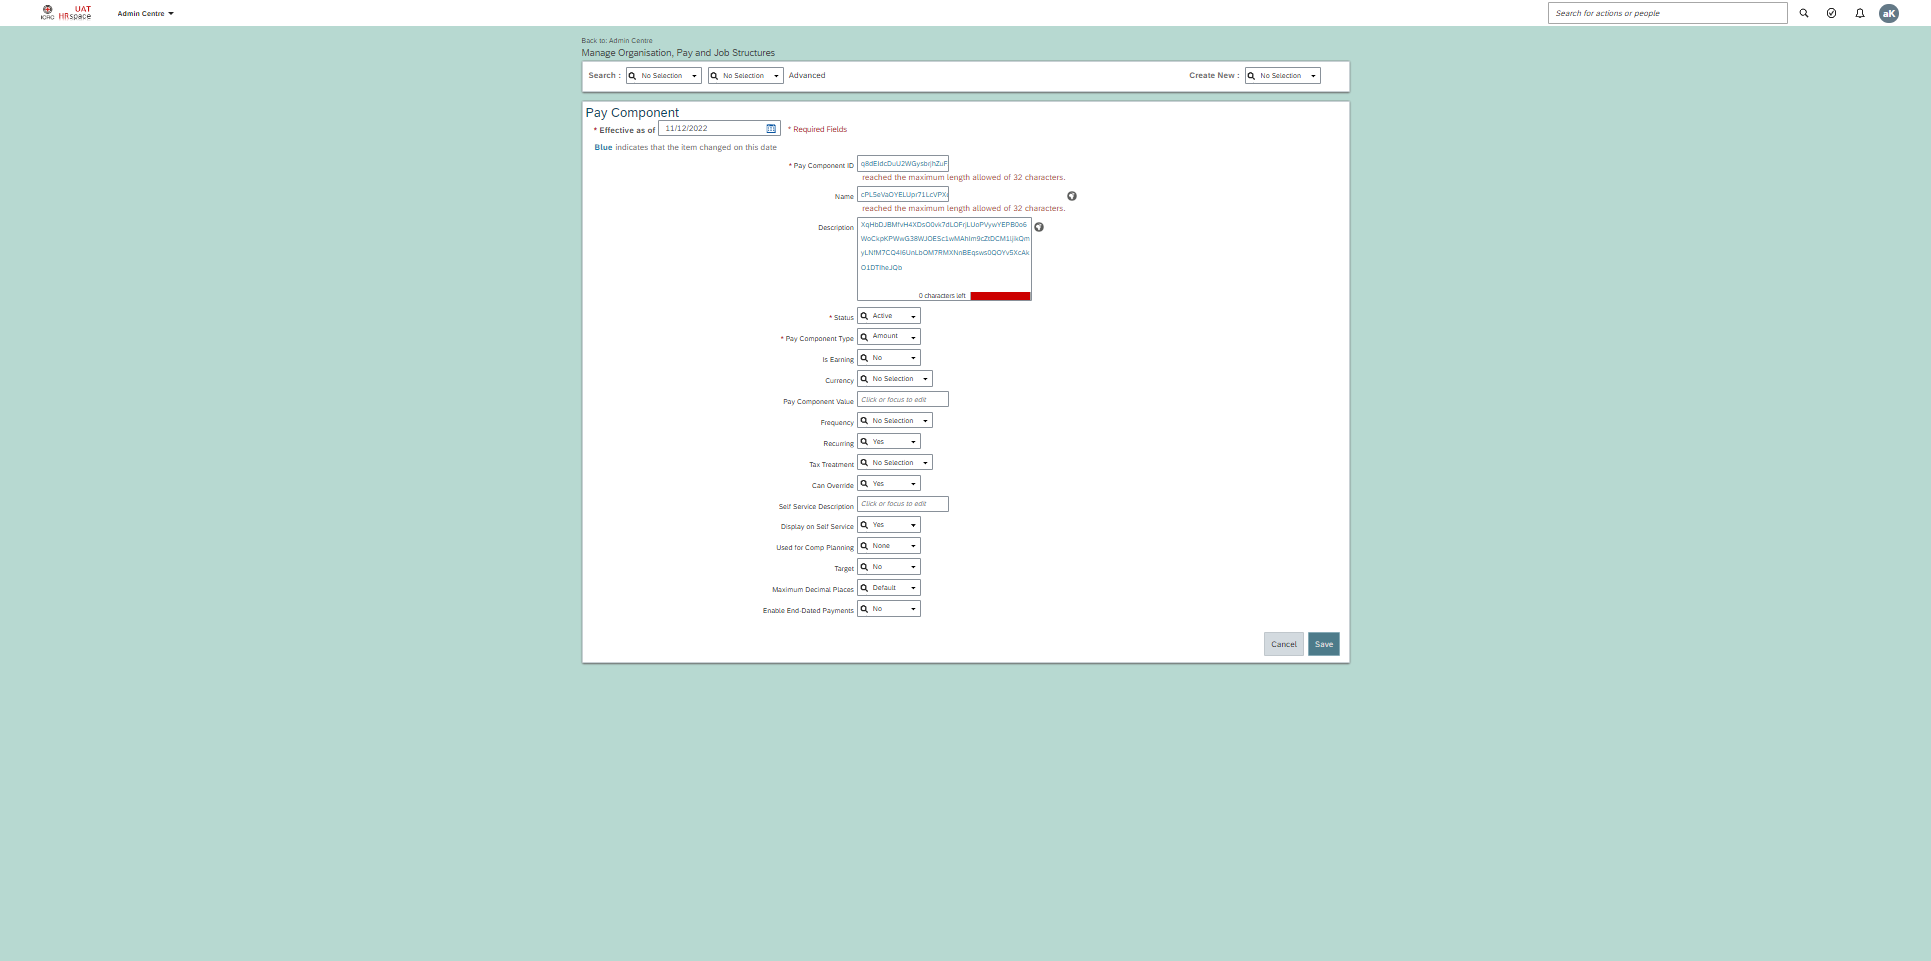 ICRC
UAT
HRspace
Admin Centre
Search for actions or people
aK
Back to: Admin Centre
Manage Organisation, Pay and Job Structures
Search : No Selection No Selection Advanced
Create New : No Selection
Pay Component
* Effective as of 11/12/2022 * Required Fields
Blue indicates that the item changed on this date
* Pay Component ID
reached the maximum length allowed of 32 characters.
Name
reached the maximum length allowed of 32 characters.
Description
0 characters left
* Status Active
* Pay Component Type Amount
Is Earning No
Currency No Selection
Pay Component Value Click or focus to edit
Frequency No Selection
Recurring Yes
Tax Treatment No Selection
Can Override Yes
Self Service Description Click or focus to edit
Display on Self Service Yes
Used for Comp Planning None
Target No
Maximum Decimal Places Default
Enable End-Dated Payments No
Cancel Save